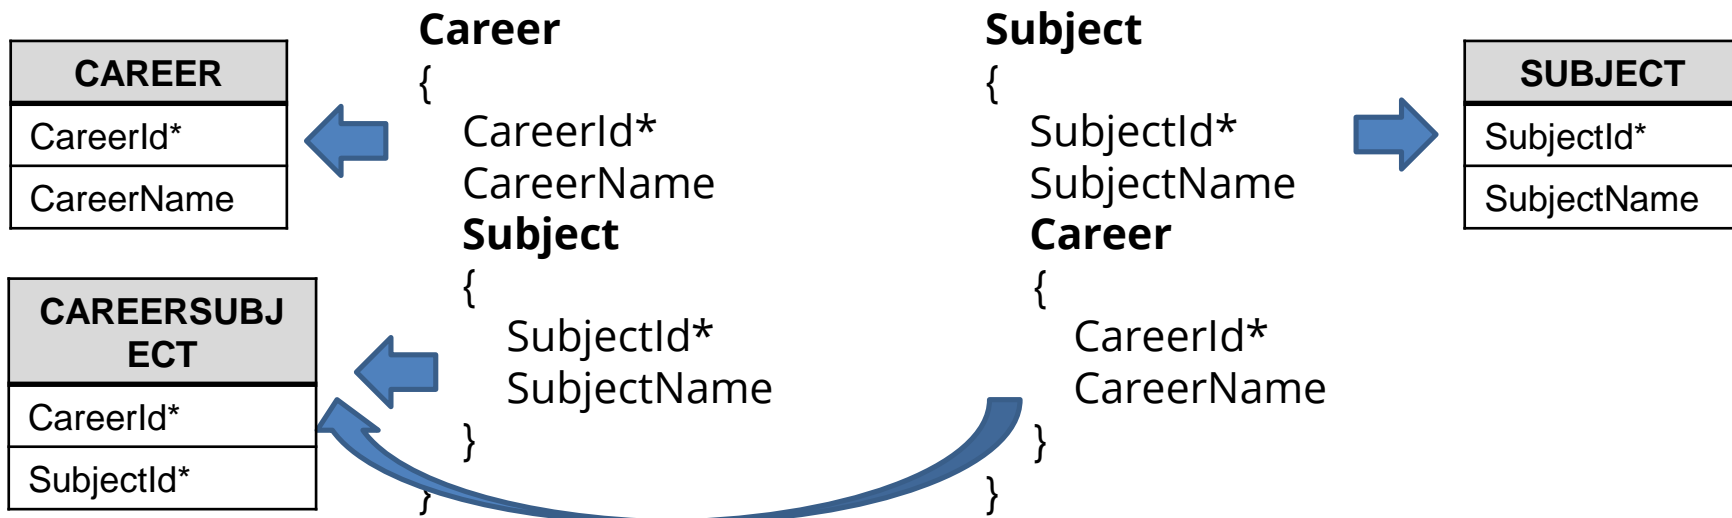 CAREER
CareerId*
CareerName
CAREERSUBJ
ECT
CareerId*
SubjectId*
Career
{
CareerId*
CareerName
Subject
{
SubjectId*
SubjectName
}
}
Subject
{
SubjectId*
SubjectName
Career
{
CareerId*
CareerName
}
}
SUBJECT
SubjectId*
SubjectName